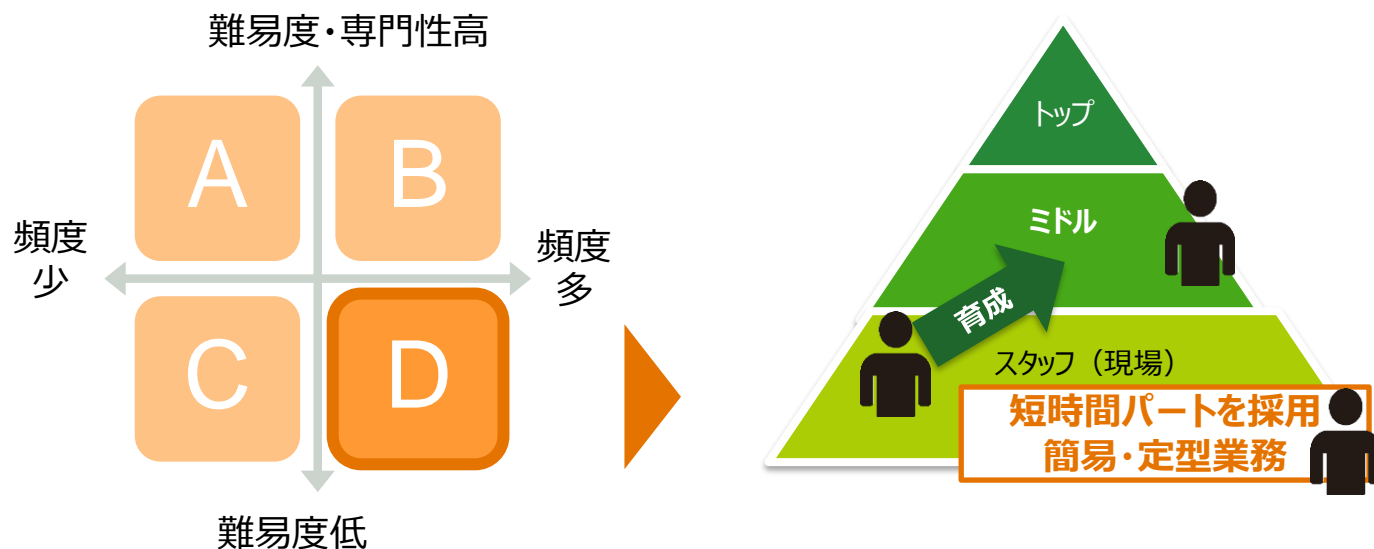 難易度・専門性高
A
B
頻度
少
頻度
多
C
D
難易度低
トップ
ミドル
育成
スタッフ（現場）
短時間パートを採用
簡易・定型業務